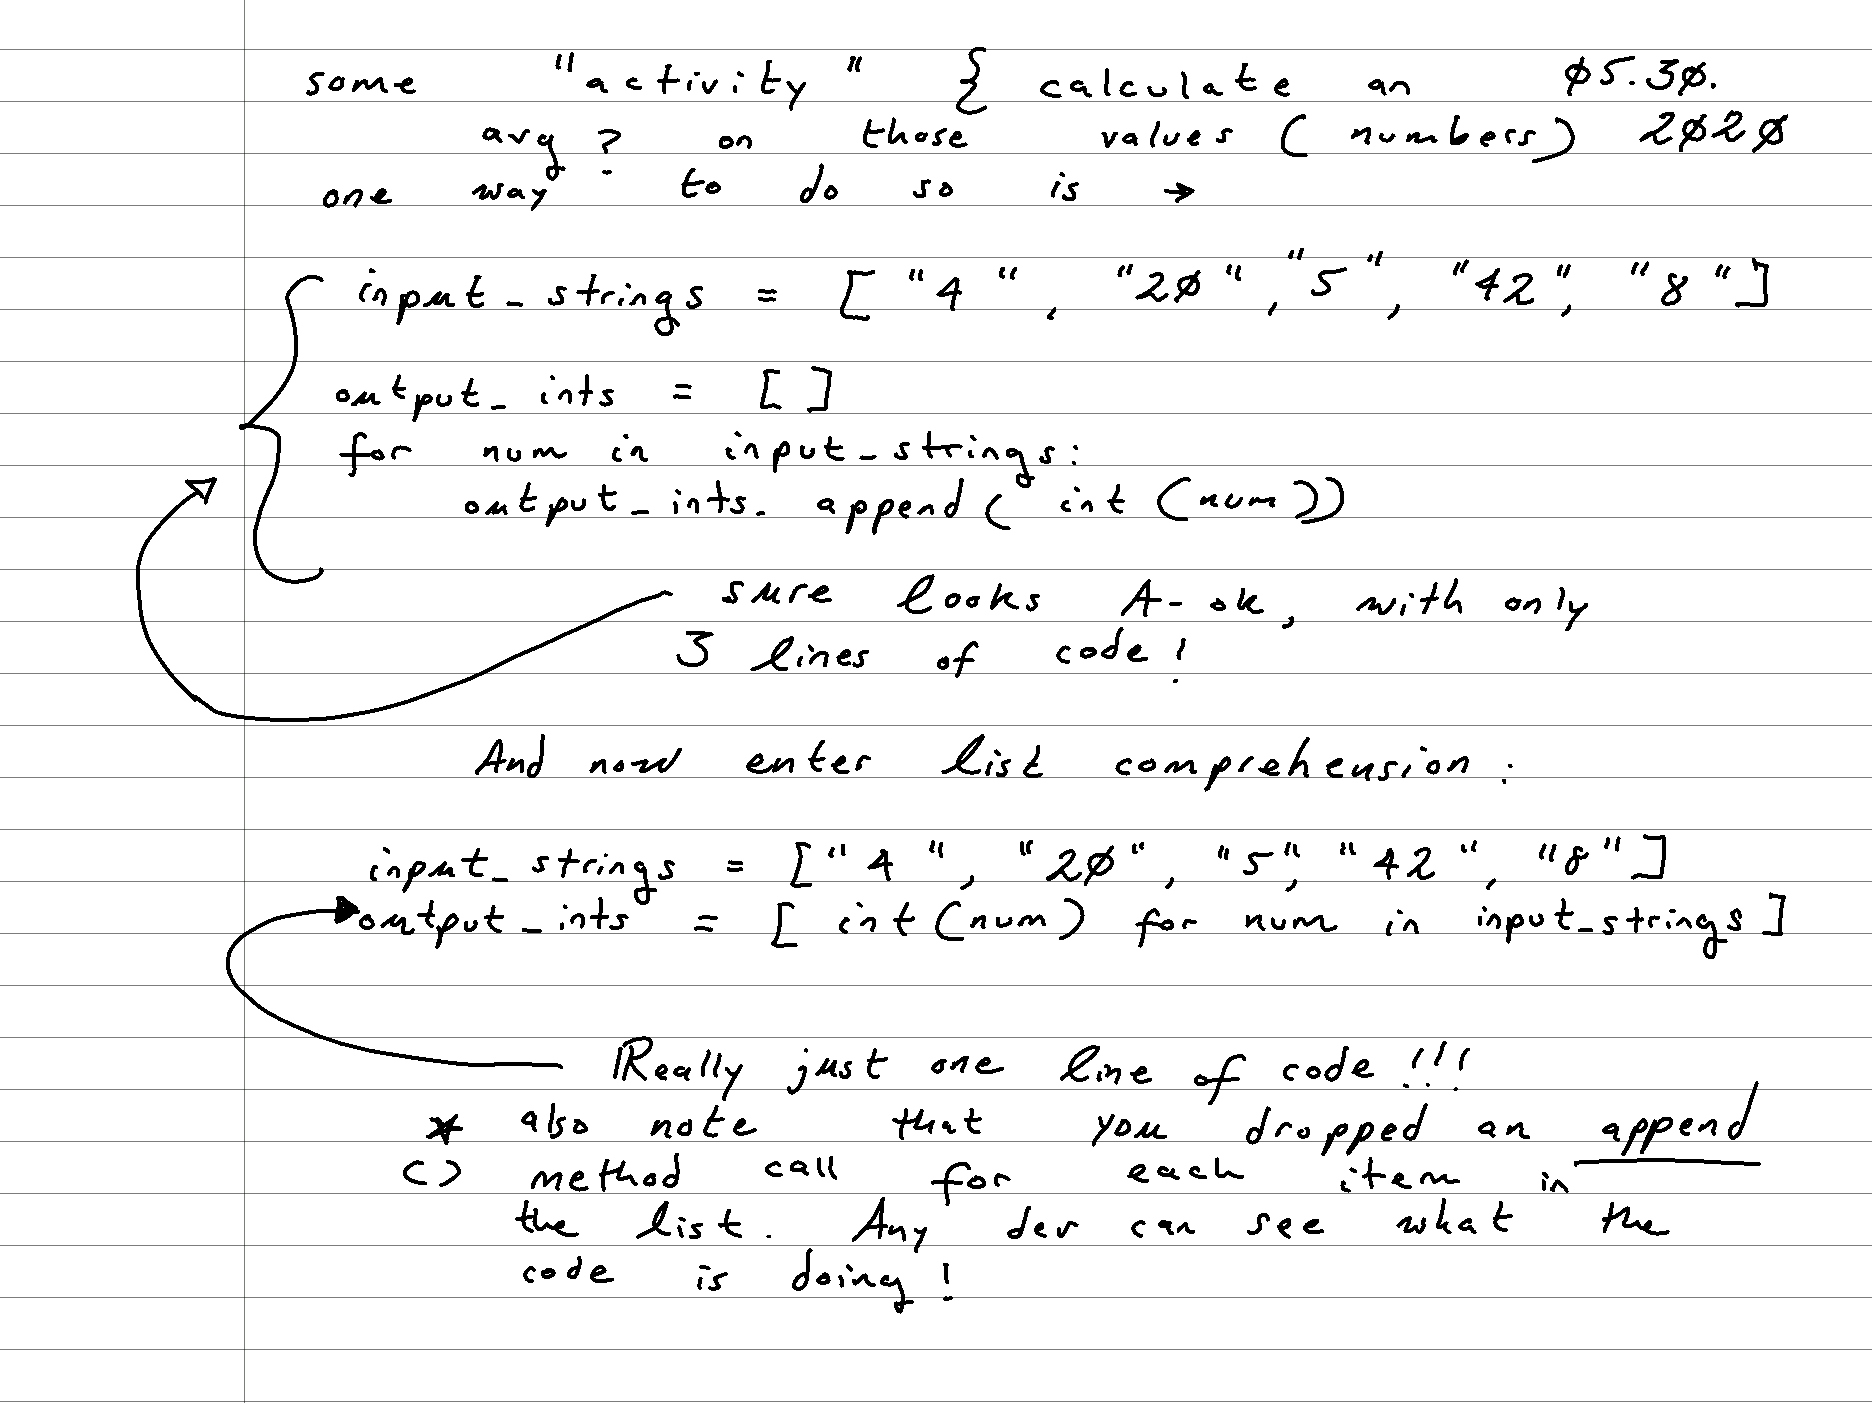 some "activity" { calculate an 05.30.
avg? on those values (numbers) 2020
one way to do so is →
input_strings = ["4", "20", "5", "42", "8"]
output_ints = []
for num in input_strings:
output_ints.append(int(num))
sure looks A-ok, with only
3 lines of code!
And now enter list comprehension:
input_strings = ["4", "20", "5", "42", "8"]
output_ints = [int(num) for num in input_strings]
Really just one line of code!!!
* also note that you dropped an append
() method call for each item in
the list. Any dev can see what the
code is doing!